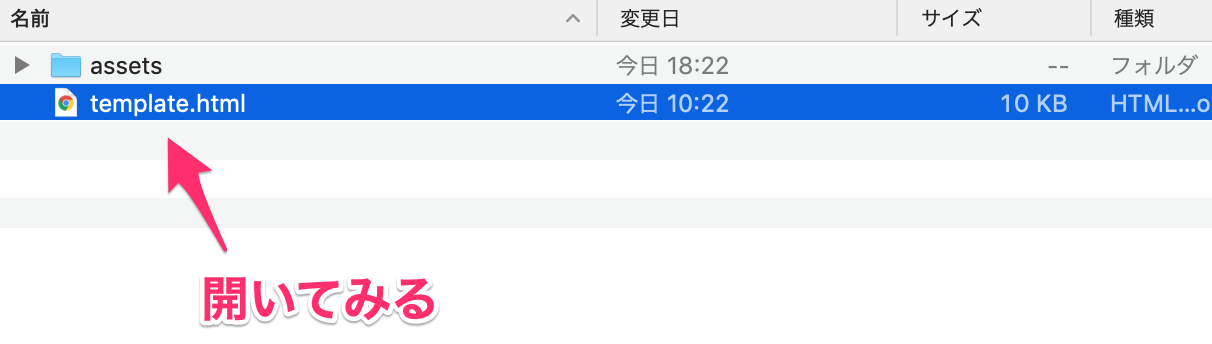 名前 変更日 サイズ 種類
assets 今日 18:22 -- フォルダ
template.html 今日 10:22 10 KB HTML...o
開いてみる